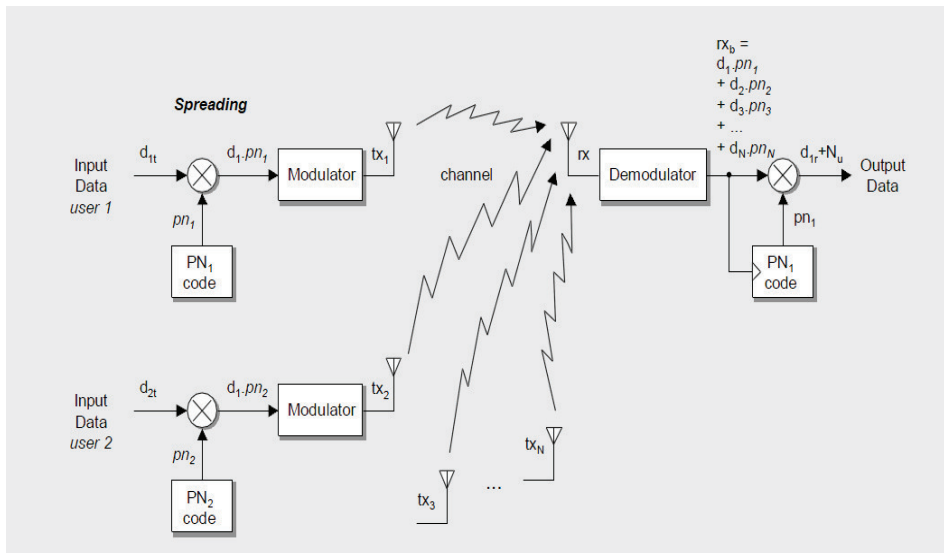 Spreading
Input
Data
user 1
d1t
d1.pn1
pn1
PN1
code
Modulator
tx1
channel
rx
Demodulator
rxb =
d1.pn1
+ d2.pn2
+ d3.pn3
+ ...
+ dN.pnN
d1r+Nu
Output
Data
pn1
PN1
code
Input
Data
user 2
d2t
d1.pn2
pn2
PN2
code
Modulator
tx2
tx3
...
txN